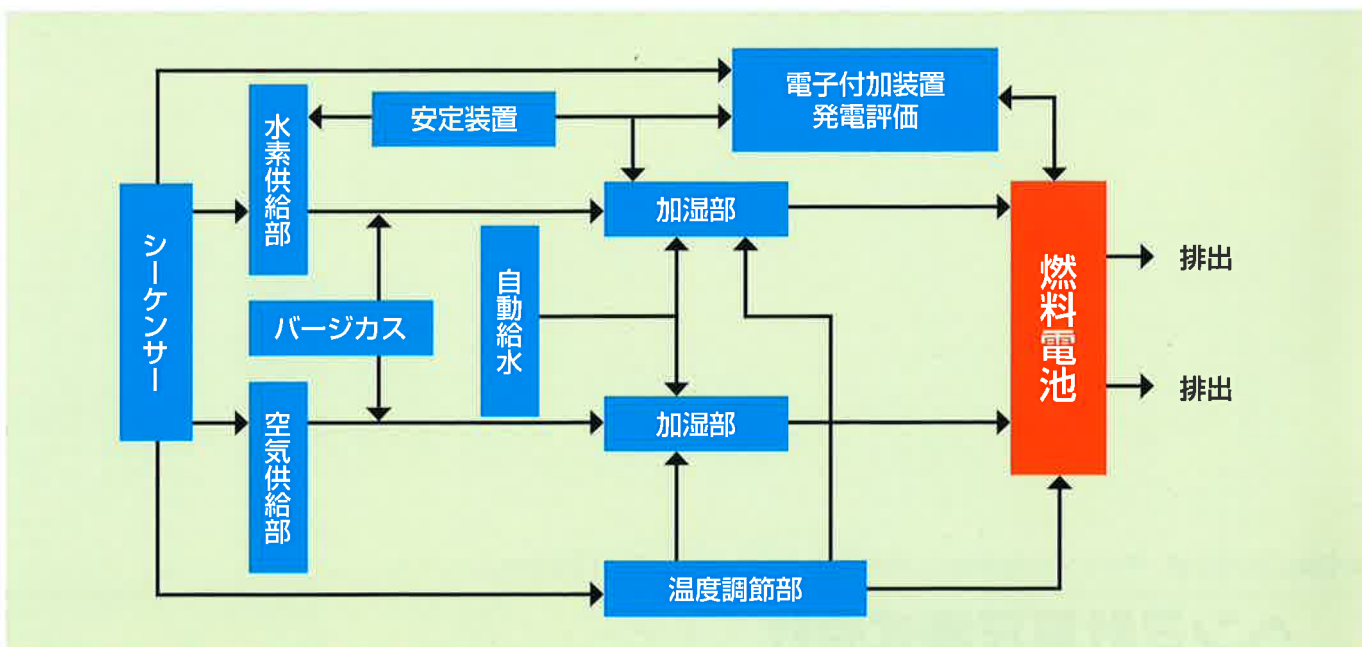 電子付加装置
発電評価
安定装置
水素供給部
加湿部
シーケンサー
自動給水
燃料電池
排出
バージカス
排出
空気供給部
加湿部
温度調節部